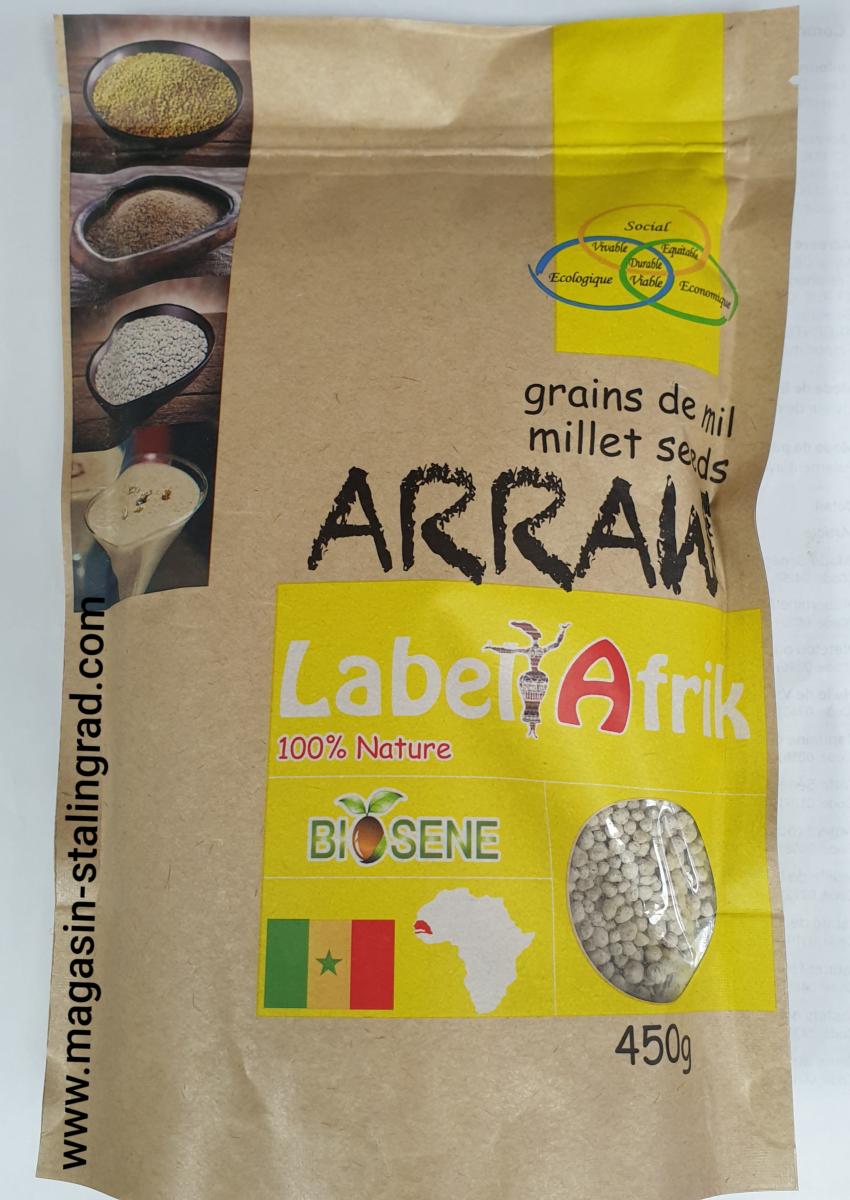 Social
Vivable Equitable
Durable
Ecologique Viable Economique
grains de mil
millet seeds
ARRAW
Label Afrik
100% Nature
BIOSENE
450g
www.magasin-stalingrad.com